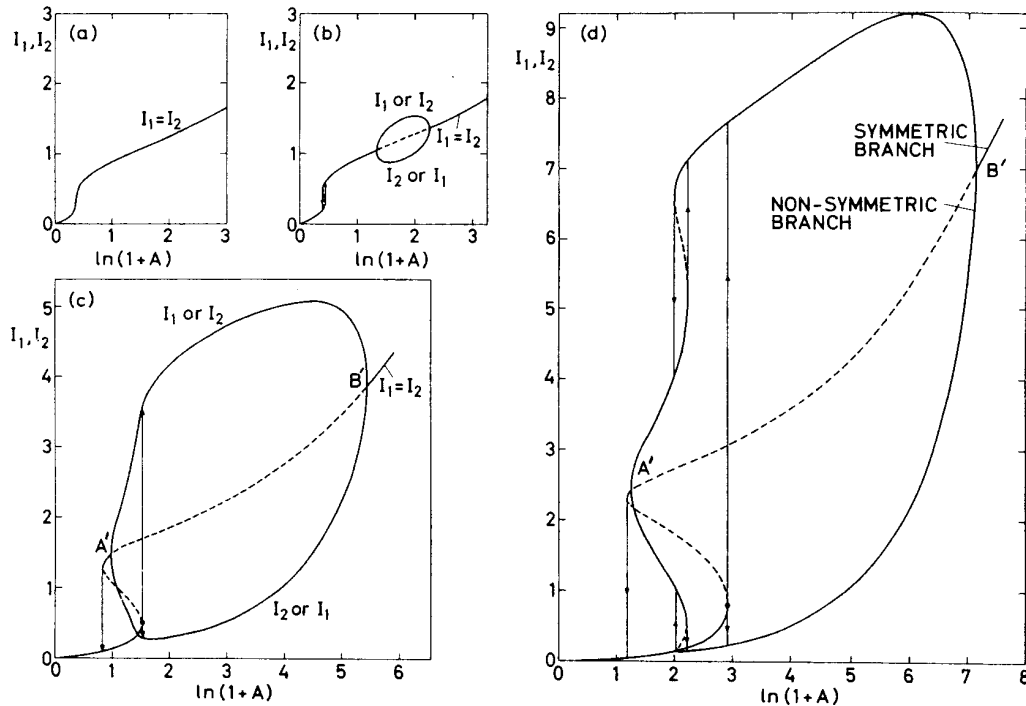 (a)
I₁,I₂
3
2
1
0
I₁=I₂
0 1 2 3
ln(1+A)
(b)
I₁,I₂
3
2
1
0
I₁ or I₂
I₁=I₂
I₂ or I₁
0 1 2 3
ln(1+A)
(c)
I₁,I₂
5
4
3
2
1
0
I₁ or I₂
B'
I₁=I₂
A'
I₂ or I₁
0 1 2 3 4 5 6
ln(1+A)
(d)
I₁,I₂
9
8
7
6
5
4
3
2
1
0
SYMMETRIC
BRANCH
B'
NON-SYMMETRIC
BRANCH
A'
0 1 2 3 4 5 6 7 8
ln(1+A)